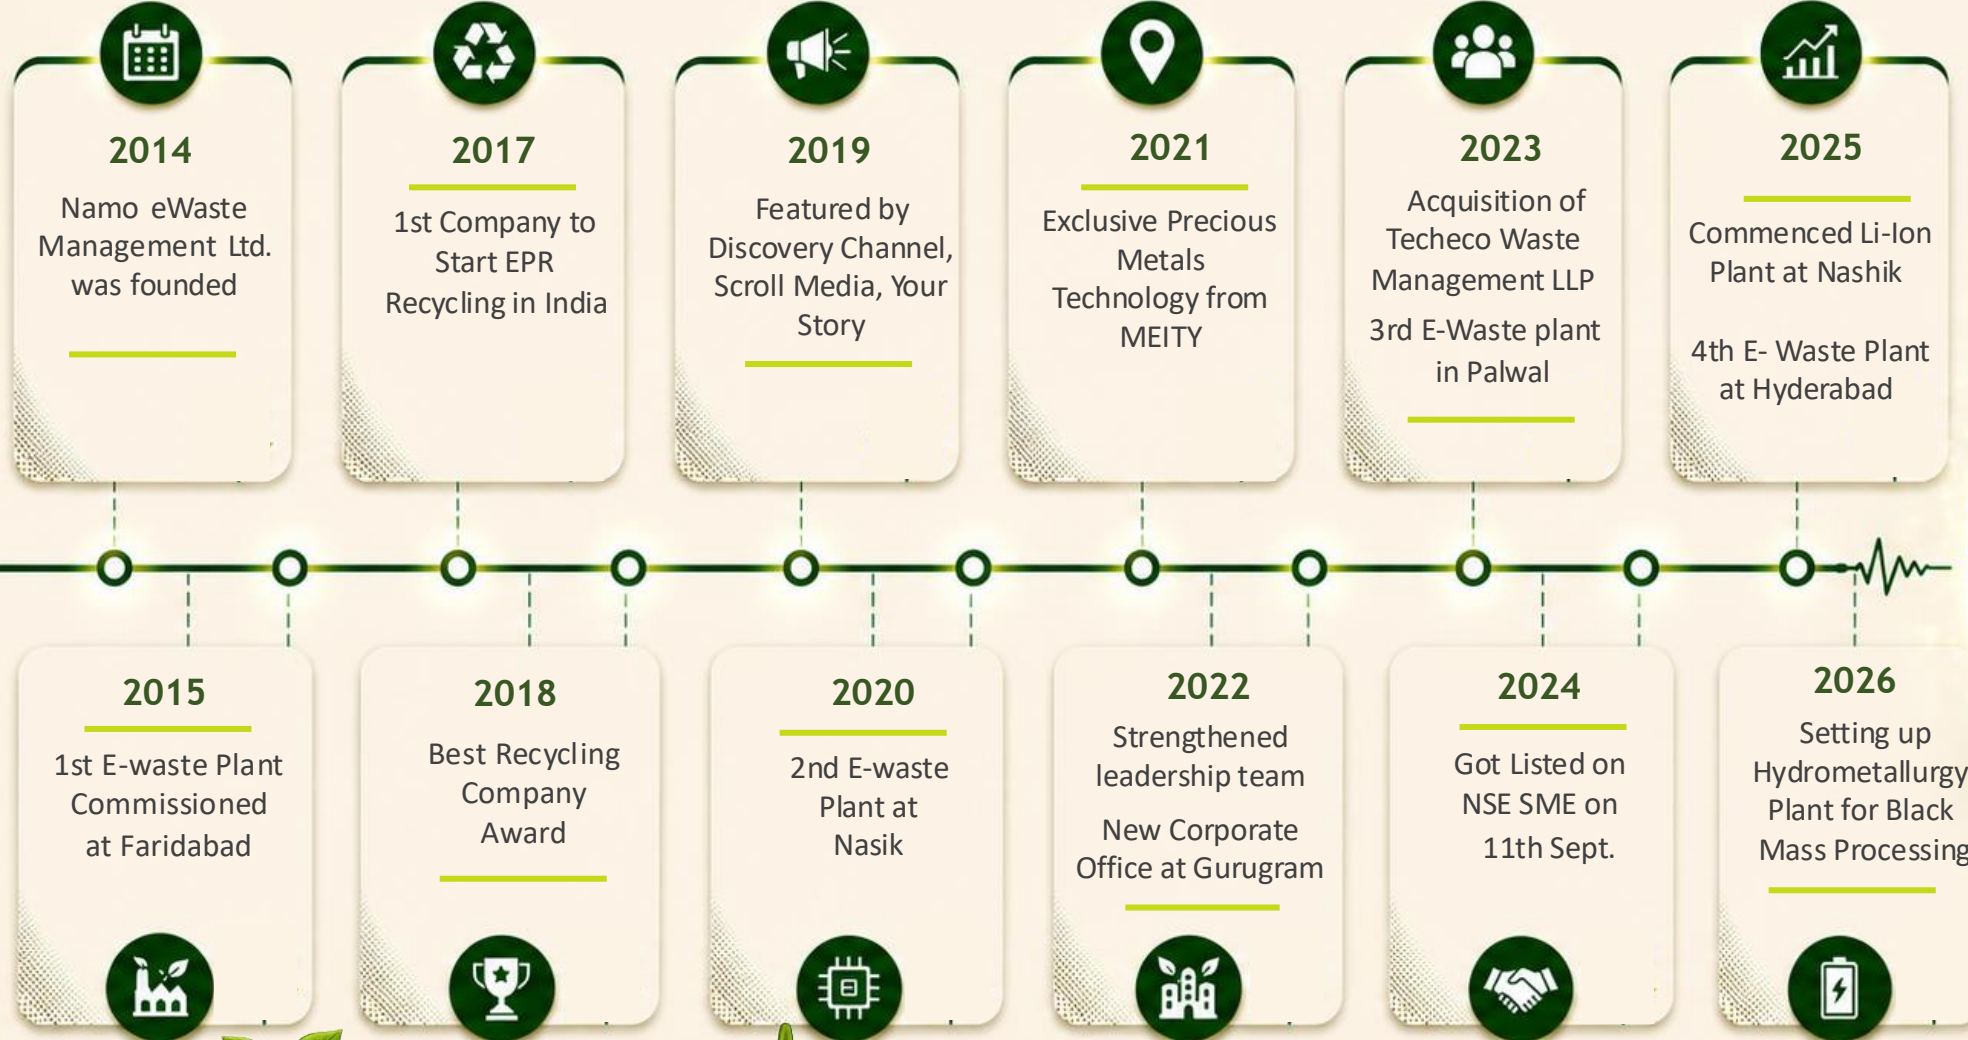 2014
Namo eWaste
Management Ltd.
was founded
2017
1st Company to
Start EPR
Recycling in India
2019
Featured by
Discovery Channel,
Scroll Media, Your
Story
2021
Exclusive Precious
Metals
Technology from
MEITY
2023
Acquisition of
Techeco Waste
Management LLP
3rd E-Waste plant
in Palwal
2025
Commenced Li-Ion
Plant at Nashik
4th E- Waste Plant
at Hyderabad
2015
1st E-waste Plant
Commissioned
at Faridabad
2018
Best Recycling
Company
Award
2020
2nd E-waste
Plant at
Nasik
2022
Strengthened
leadership team
New Corporate
Office at Gurugram
2024
Got Listed on
NSE SME on
11th Sept.
2026
Setting up
Hydrometallurgy
Plant for Black
Mass Processing